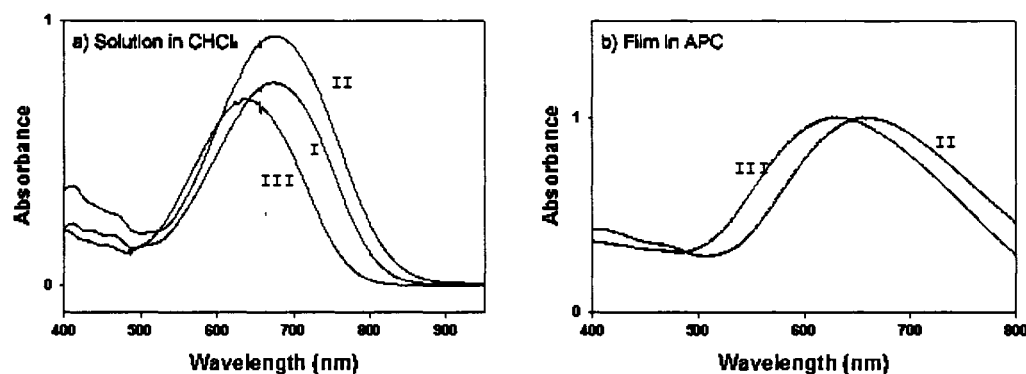 1
a) Solution in CHCl₃
II
I
III
0
Absorbance
400 500 600 700 800 900
Wavelength (nm)
b) Film in APC
III
II
1
0
Absorbance
400 500 600 700 800
Wavelength (nm)